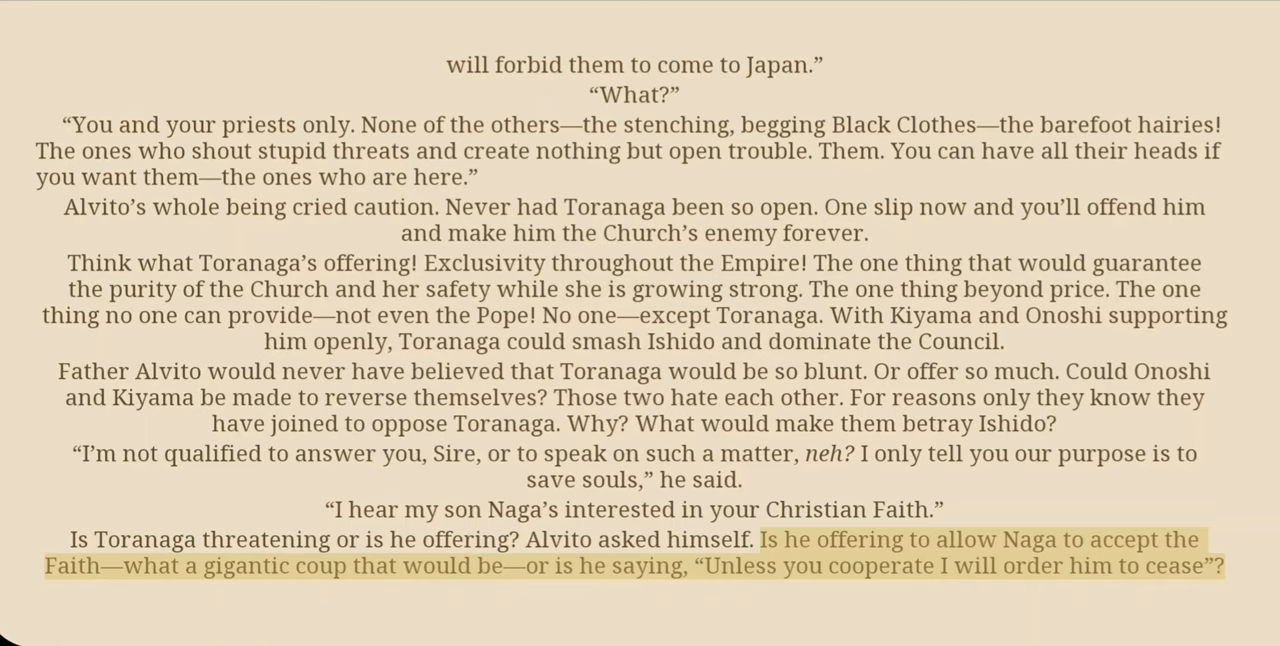 will forbid them to come to Japan.”
“What?”
“You and your priests only. None of the others—the stenching, begging Black Clothes—the barefoot hairies!
The ones who shout stupid threats and create nothing but open trouble. Them. You can have all their heads if
you want them—the ones who are here.”
Alvito’s whole being cried caution. Never had Toranaga been so open. One slip now and you’ll offend him
and make him the Church’s enemy forever.
Think what Toranaga’s offering! Exclusivity throughout the Empire! The one thing that would guarantee
the purity of the Church and her safety while she is growing strong. The one thing beyond price. The one
thing no one can provide—not even the Pope! No one—except Toranaga. With Kiyama and Onoshi supporting
him openly, Toranaga could smash Ishido and dominate the Council.
Father Alvito would never have believed that Toranaga would be so blunt. Or offer so much. Could Onoshi
and Kiyama be made to reverse themselves? Those two hate each other. For reasons only they know they
have joined to oppose Toranaga. Why? What would make them betray Ishido?
“I’m not qualified to answer you, Sire, or to speak on such a matter, neh? I only tell you our purpose is to
save souls,” he said.
“I hear my son Naga’s interested in your Christian Faith.”
Is Toranaga threatening or is he offering? Alvito asked himself. Is he offering to allow Naga to accept the
Faith—what a gigantic coup that would be—or is he saying, “Unless you cooperate I will order him to cease”?